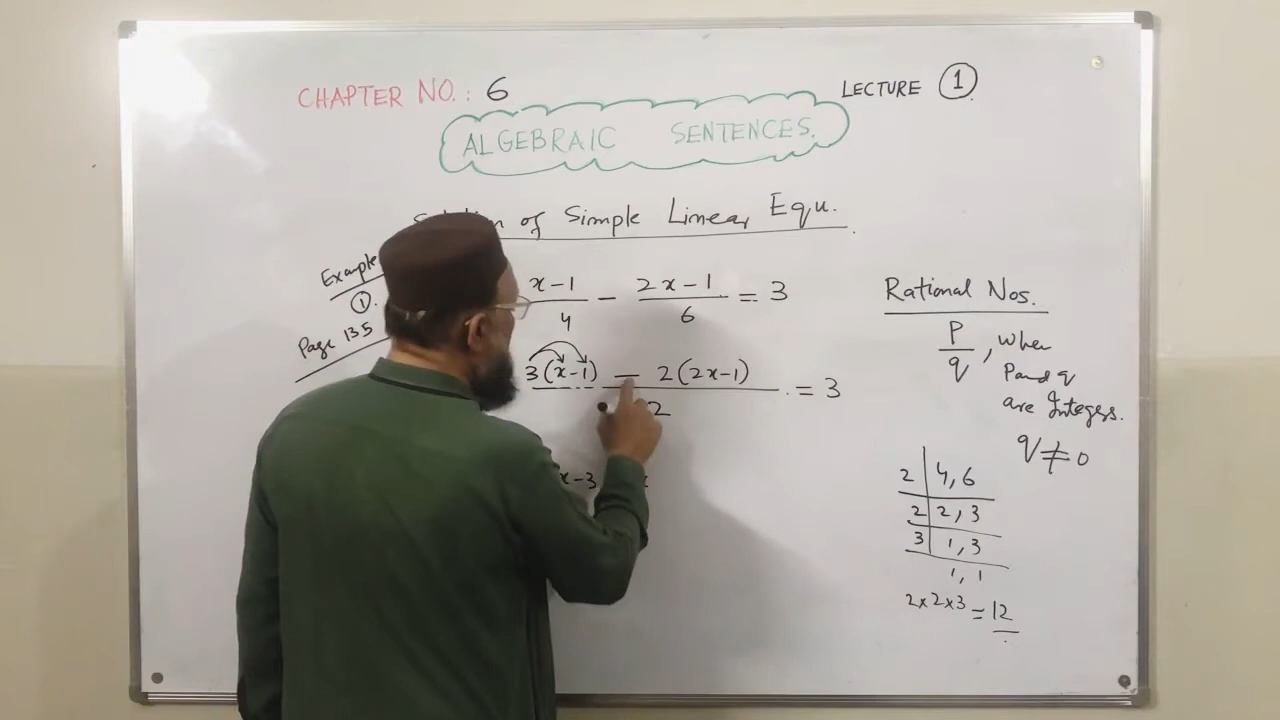 CHAPTER NO.: 6
LECTURE 1
ALGEBRAIC SENTENCES.
of Simple Linear Equ.
Example
1.
Page 135
x-1/4 - 2x-1/6 = 3
3(x-1) - 2(2x-1)/ 2 = 3
x-3
Rational Nos.
P/q, when
P and q
are Integers.
q ≠ 0
2 | 4, 6
2 | 2, 3
3 | 1, 3
1, 1
2x2x3 = 12